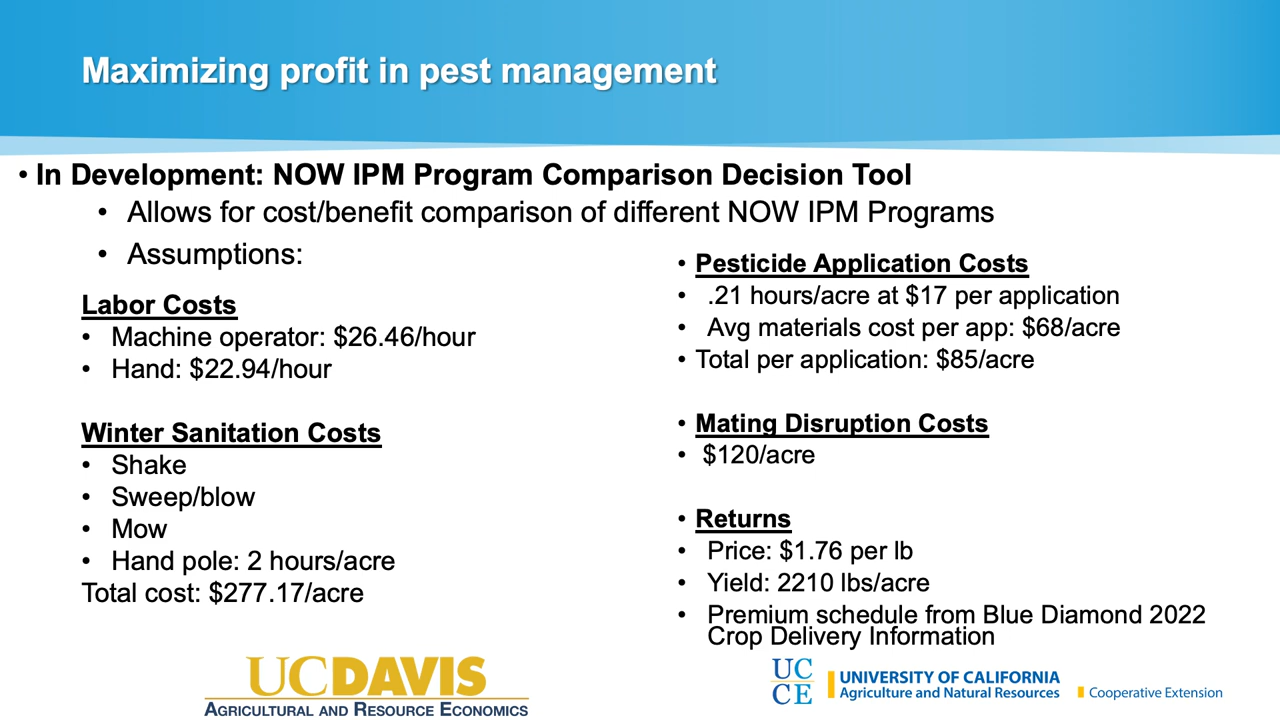 Maximizing profit in pest management
• In Development: NOW IPM Program Comparison Decision Tool
• Allows for cost/benefit comparison of different NOW IPM Programs
• Assumptions:
Labor Costs
• Machine operator: $26.46/hour
• Hand: $22.94/hour
Winter Sanitation Costs
• Shake
• Sweep/blow
• Mow
• Hand pole: 2 hours/acre
Total cost: $277.17/acre
• Pesticide Application Costs
• .21 hours/acre at $17 per application
• Avg materials cost per app: $68/acre
• Total per application: $85/acre
• Mating Disruption Costs
• $120/acre
• Returns
• Price: $1.76 per lb
• Yield: 2210 lbs/acre
• Premium schedule from Blue Diamond 2022
Crop Delivery Information
UCDAVIS
AGRICULTURAL AND RESOURCE ECONOMICS
UC
CE
UNIVERSITY OF CALIFORNIA
Agriculture and Natural Resources
Cooperative Extension